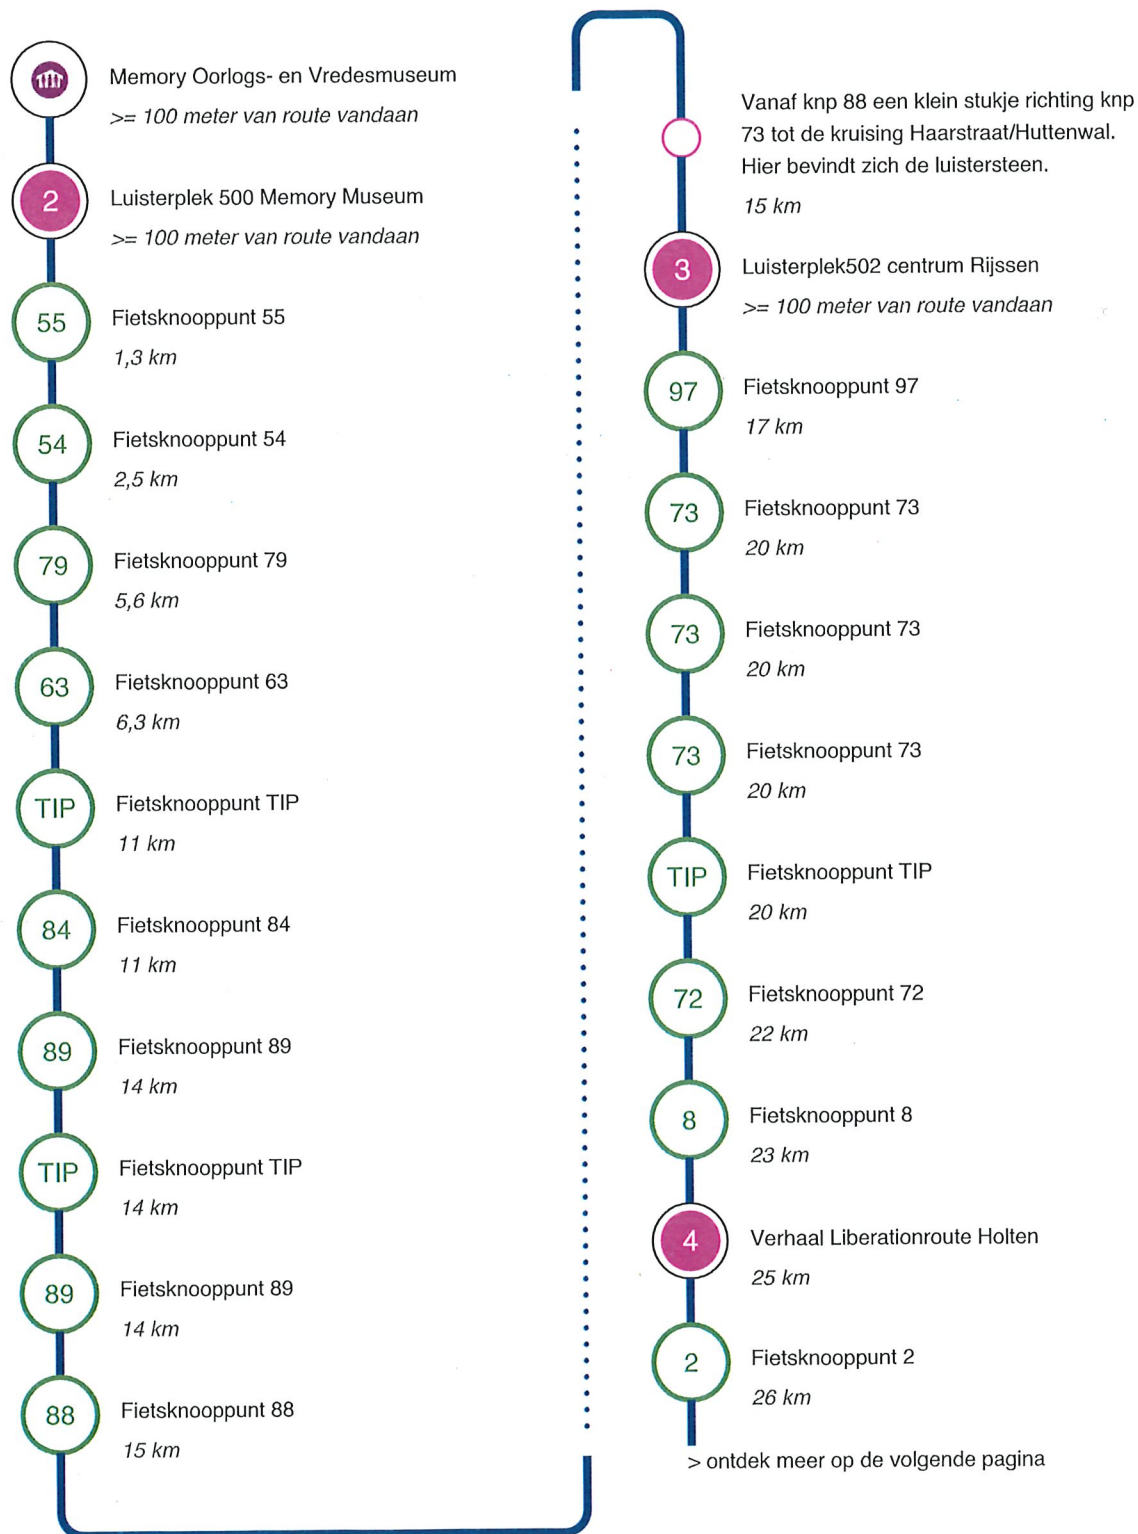 Memory Oorlogs- en Vredesmuseum
>= 100 meter van route vandaan
2
Luisterplek 500 Memory Museum
>= 100 meter van route vandaan
55
Fietsknooppunt 55
1,3 km
54
Fietsknooppunt 54
2,5 km
79
Fietsknooppunt 79
5,6 km
63
Fietsknooppunt 63
6,3 km
TIP
Fietsknooppunt TIP
11 km
84
Fietsknooppunt 84
11 km
89
Fietsknooppunt 89
14 km
TIP
Fietsknooppunt TIP
14 km
89
Fietsknooppunt 89
14 km
88
Fietsknooppunt 88
15 km
Vanaf knp 88 een klein stukje richting knp
73 tot de kruising Haarstraat/Huttenwal.
Hier bevindt zich de luistersteen.
15 km
3
Luisterplek502 centrum Rijssen
>= 100 meter van route vandaan
97
Fietsknooppunt 97
17 km
73
Fietsknooppunt 73
20 km
73
Fietsknooppunt 73
20 km
73
Fietsknooppunt 73
20 km
TIP
Fietsknooppunt TIP
20 km
72
Fietsknooppunt 72
22 km
8
Fietsknooppunt 8
23 km
4
Verhaal Liberationroute Holten
25 km
2
Fietsknooppunt 2
26 km
> ontdek meer op de volgende pagina